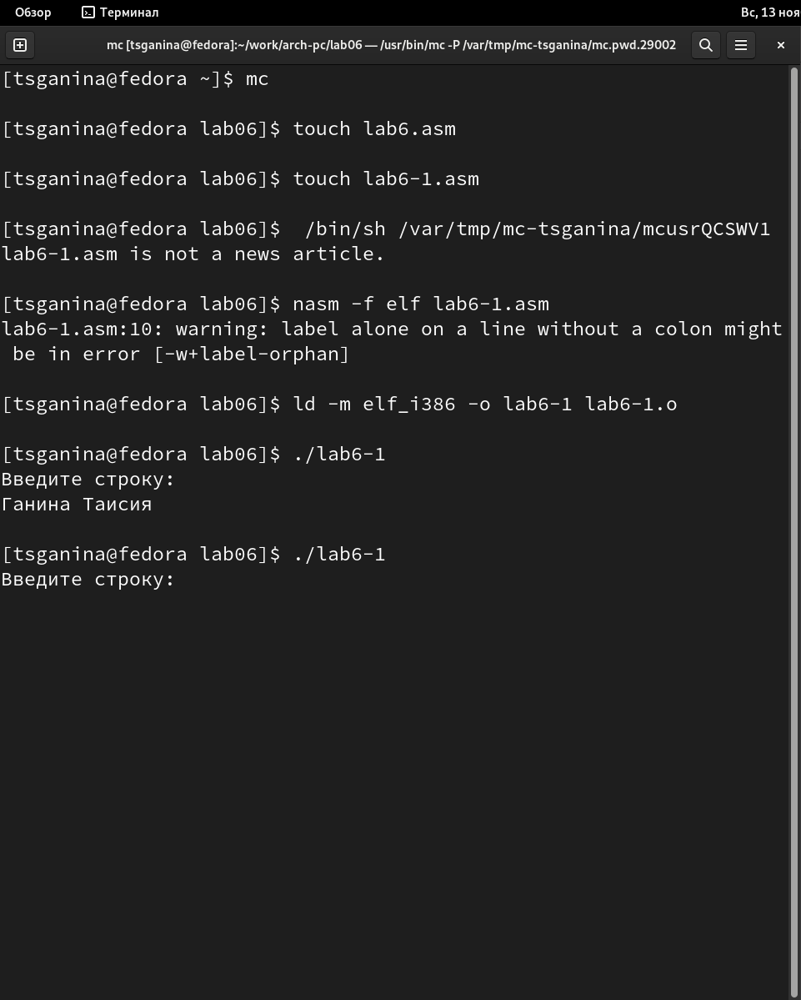 Обзор Терминал Вс, 13 ноя
mc [tsganina@fedora]:~/work/arch-pc/lab06 — /usr/bin/mc -P /var/tmp/mc-tsganina/mc.pwd.29002
[tsganina@fedora ~]$ mc
[tsganina@fedora lab06]$ touch lab6.asm
[tsganina@fedora lab06]$ touch lab6-1.asm
[tsganina@fedora lab06]$  /bin/sh /var/tmp/mc-tsganina/mcusrQCSWV1
lab6-1.asm is not a news article.
[tsganina@fedora lab06]$ nasm -f elf lab6-1.asm
lab6-1.asm:10: warning: label alone on a line without a colon might
 be in error [-w+label-orphan]
[tsganina@fedora lab06]$ ld -m elf_i386 -o lab6-1 lab6-1.o
[tsganina@fedora lab06]$ ./lab6-1
Введите строку:
Ганина Таисия
[tsganina@fedora lab06]$ ./lab6-1
Введите строку: